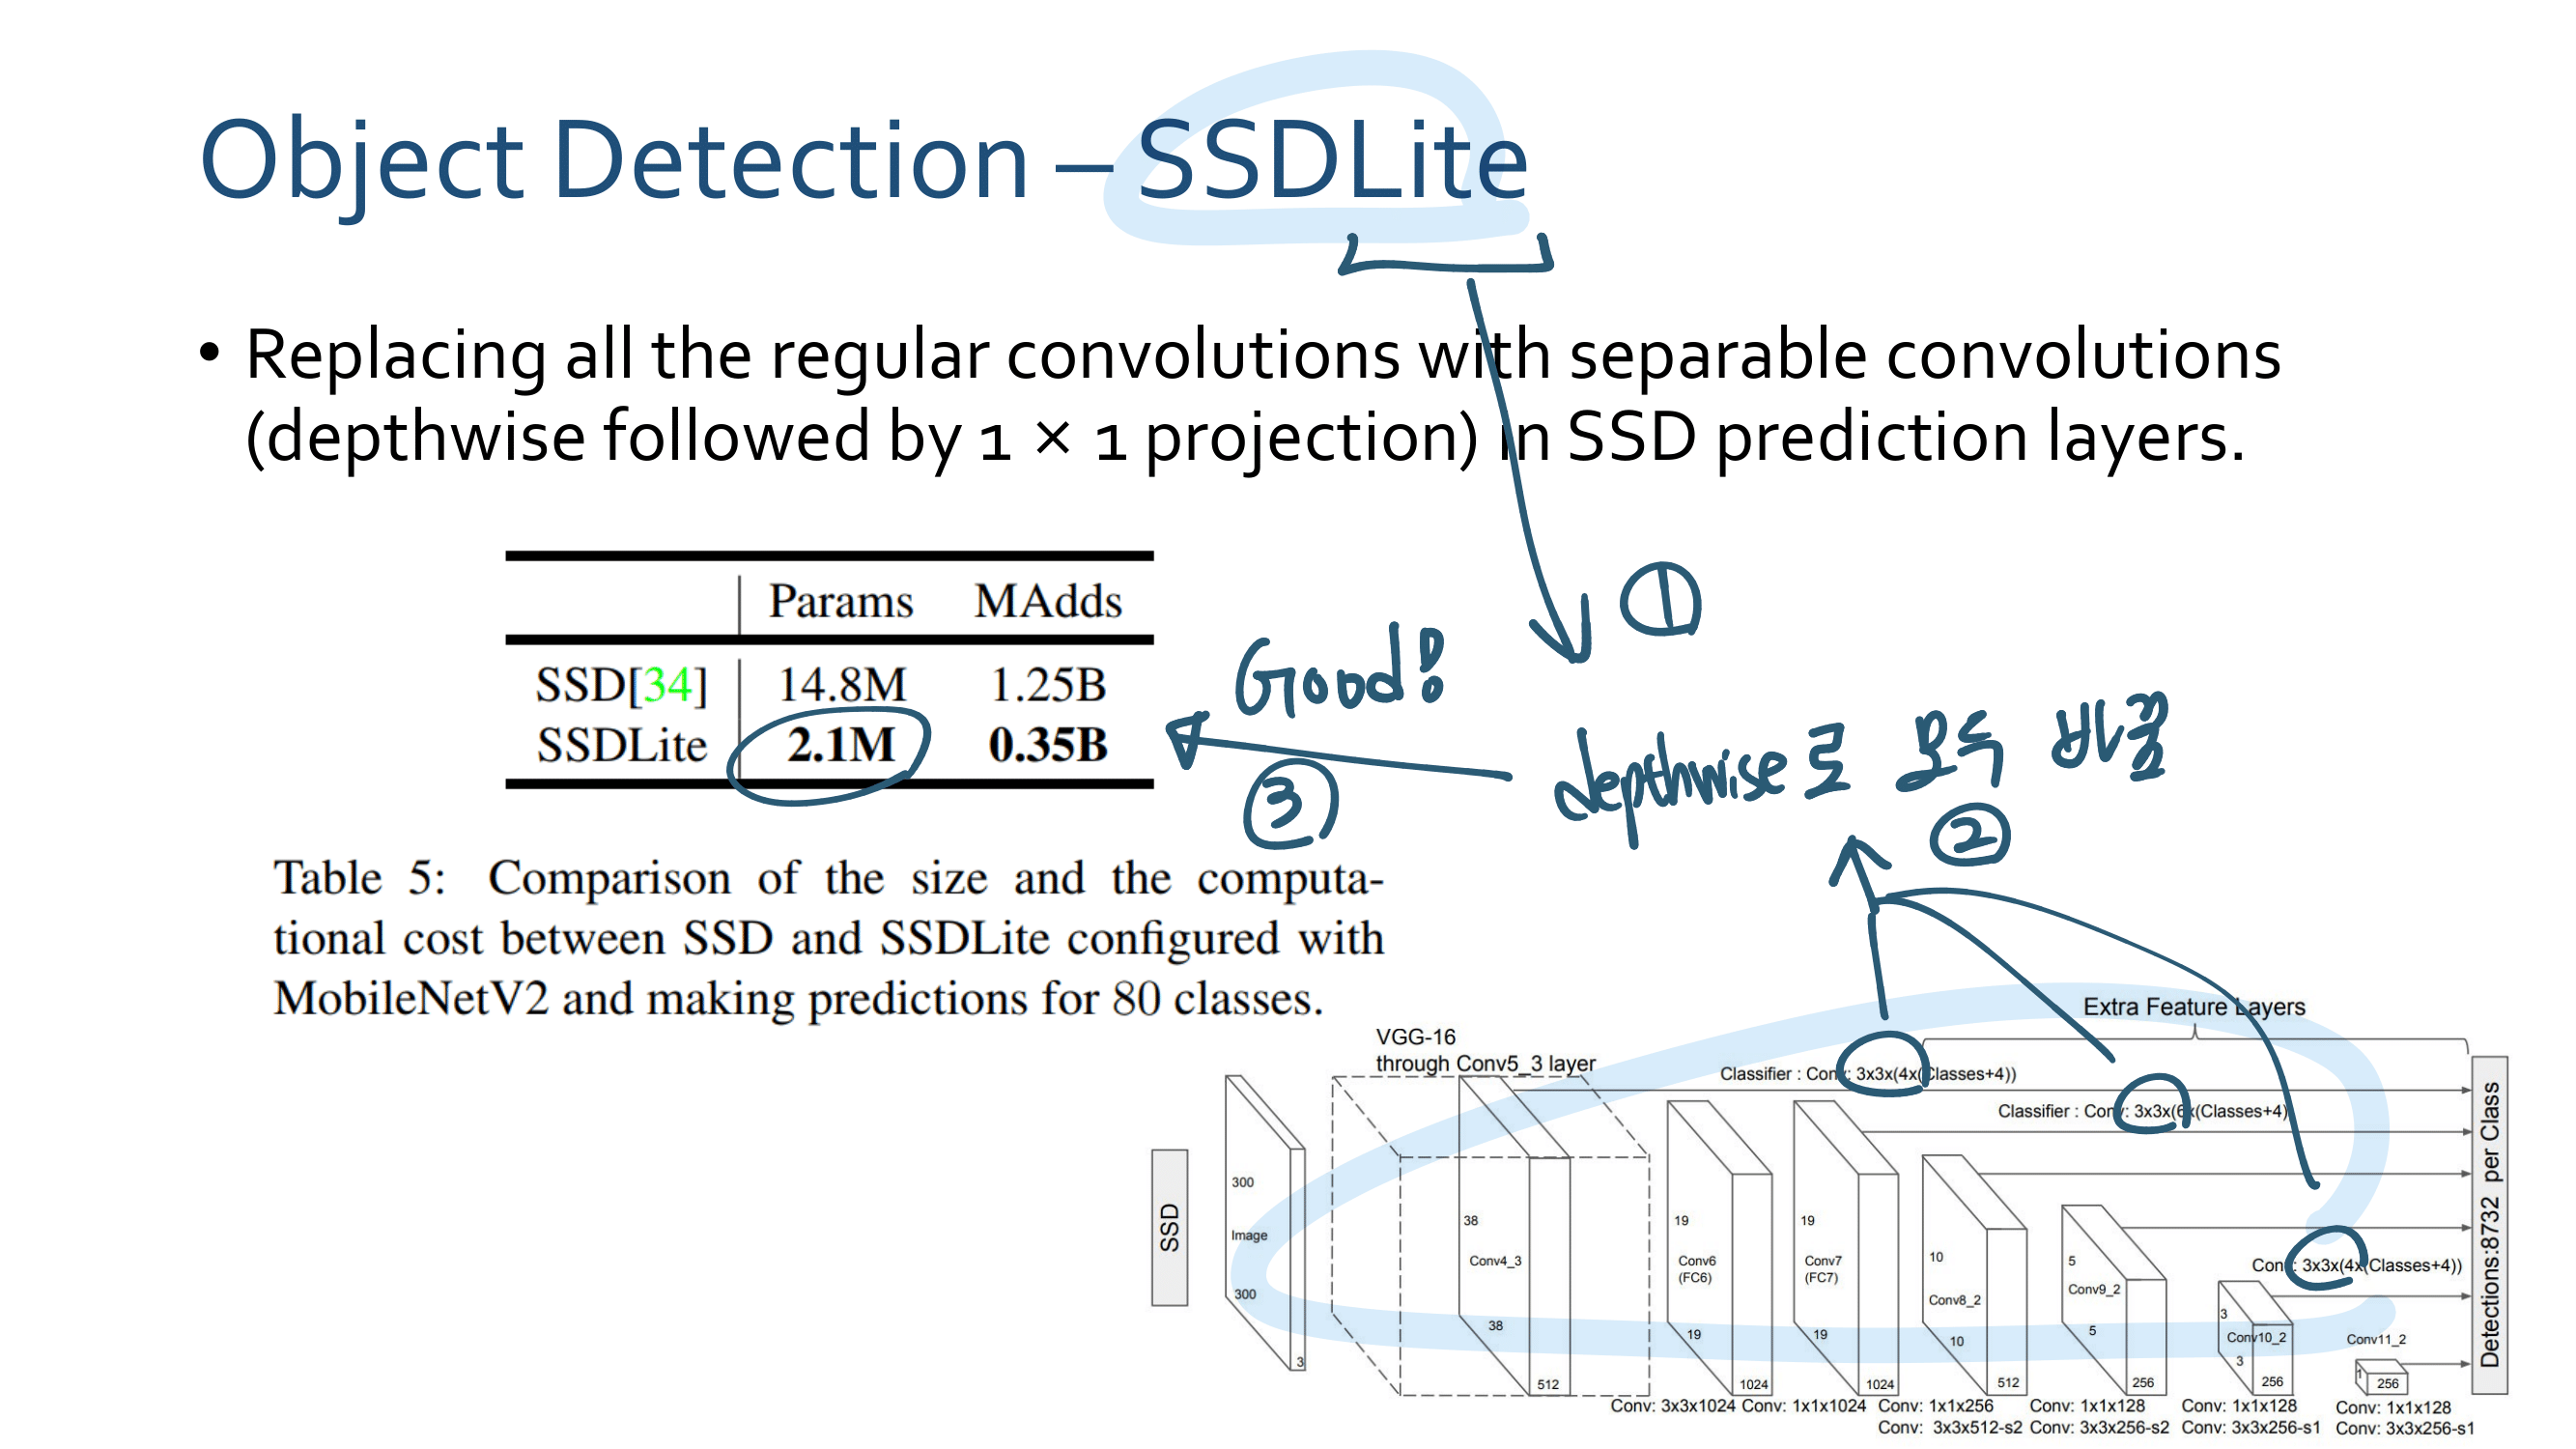 Object Detection – SSDLite
• Replacing all the regular convolutions with separable convolutions
(depthwise followed by 1 × 1 projection) in SSD prediction layers.
Params MAdds
SSD[34] 14.8M 1.25B
SSDLite 2.1M 0.35B
Table 5: Comparison of the size and the computa-
tional cost between SSD and SSDLite configured with
MobileNetV2 and making predictions for 80 classes.
①
Good!
depthwise로 모두 바꿈
②
③
Extra Feature Layers
VGG-16
through Conv5_3 layer
Classifier : Conv: 3x3x(4x(Classes+4))
Classifier : Conv: 3x3x(6x(Classes+4))
Conv: 3x3x(4x(Classes+4))
SSD
300
Image
300
3
38
Conv4_3
38
512
19
Conv6
(FC6)
19
1024
19
Conv7
(FC7)
19
1024
10
Conv8_2
10
512
5
Conv9_2
5
256
3
Conv10_2
3
256
Conv11_2
1
256
Detections:8732 per Class
Conv: 3x3x1024 Conv: 1x1x1024 Conv: 1x1x256 Conv: 1x1x128 Conv: 1x1x128 Conv: 1x1x128
Conv: 3x3x512-s2 Conv: 3x3x256-s2 Conv: 3x3x256-s1 Conv: 3x3x256-s1